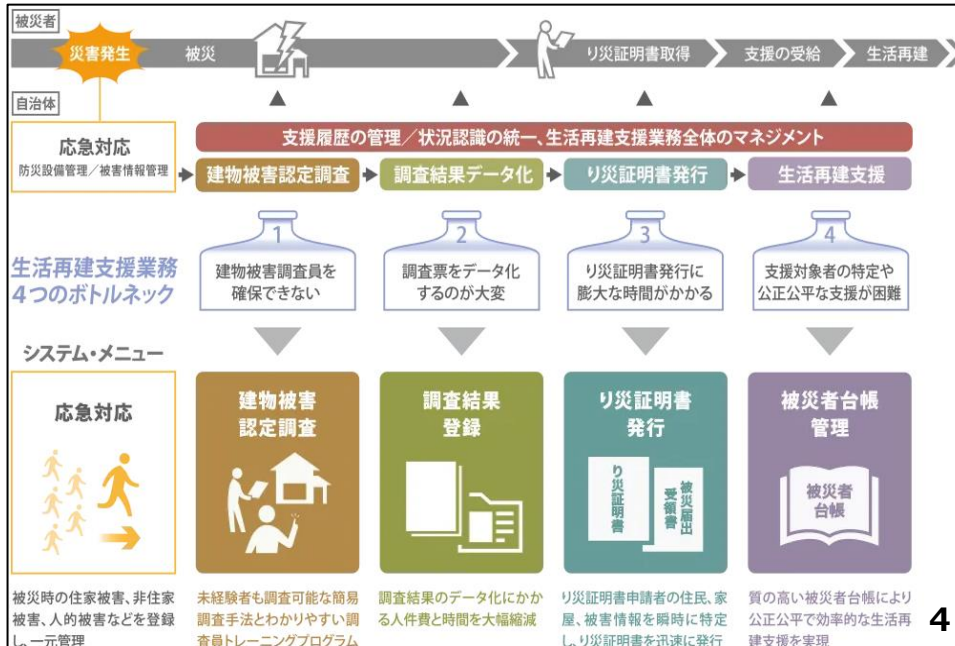 被災者
災害発生
被災
り災証明書取得
支援の受給
生活再建
自治体
応急対応
防災設備管理／被害情報管理
支援履歴の管理／状況認識の統一、生活再建支援業務全体のマネジメント
建物被害認定調査
調査結果データ化
り災証明書発行
生活再建支援
生活再建支援業務
4つのボトルネック
1
建物被害調査員を
確保できない
2
調査票をデータ化
するのが大変
3
り災証明書発行に
膨大な時間がかかる
4
支援対象者の特定や
公正公平な支援が困難
システム・メニュー
応急対応
建物被害
認定調査
調査結果
登録
り災証明書
発行
り災証明書
被災届出
受領書
被災者台帳
管理
被災者
台帳
被災時の住家被害、非住家
被害、人的被害などを登録
し、一元管理
未経験者も調査可能な簡易
調査手法とわかりやすい調
査員トレーニングプログラム
調査結果のデータ化にかか
る人件費と時間を大幅縮減
り災証明書申請者の住民、家
屋、被害情報を瞬時に特定
し、り災証明書を迅速に発行
質の高い被災者台帳により
公正公平で効率的な生活再
建支援を実現
4